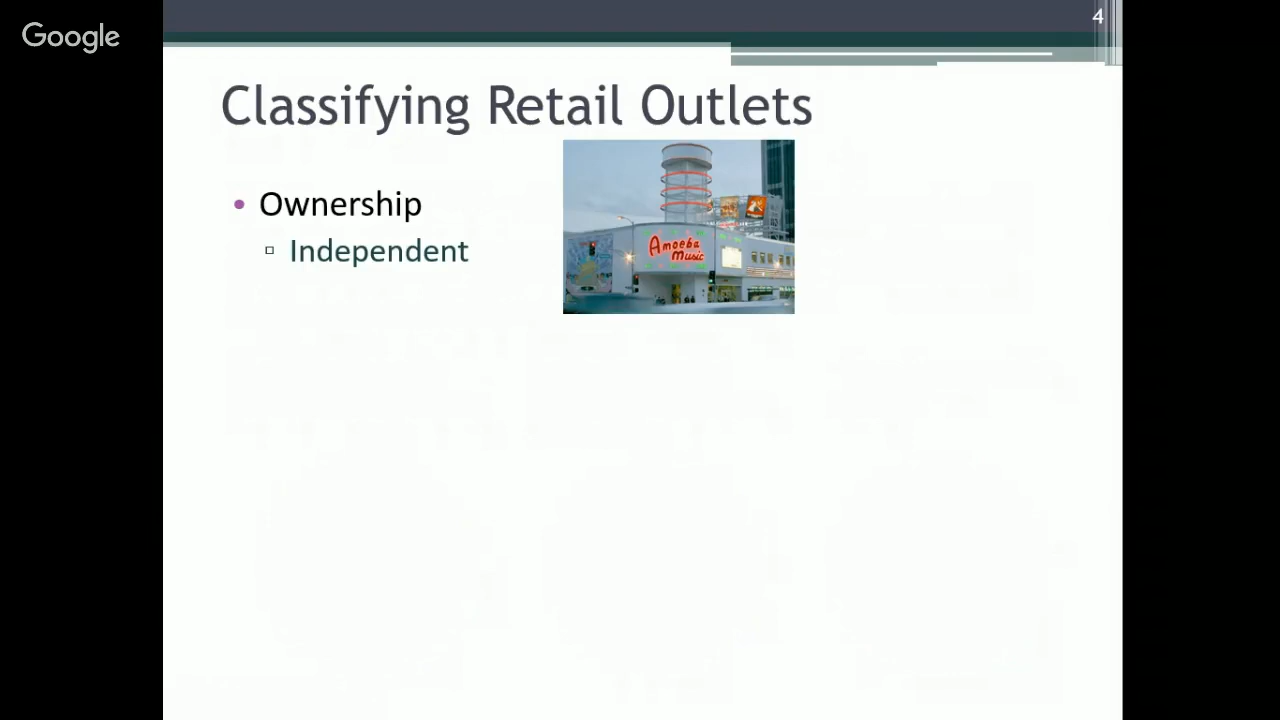 Google
4
Classifying Retail Outlets
• Ownership
▫ Independent
Amoeba
Music